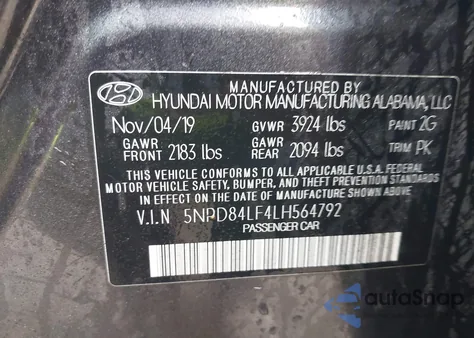 MANUFACTURED BY
HYUNDAI MOTOR MANUFACTURING ALABAMA, LLC
Nov/04/19 GVWR 3924 lbs PAINT 2G
GAWR FRONT 2183 lbs GAWR REAR 2094 lbs TRIM PK
THIS VEHICLE CONFORMS TO ALL APPLICABLE U.S.A FEDERAL
MOTOR VEHICLE SAFETY, BUMPER, AND THEFT PREVENTION STANDARDS
IN EFFECT ON THE DATE OF MANUFACTURE SHOWN ABOVE.
V.I.N 5NPD84LF4LH564792
PASSENGER CAR
autoSnap